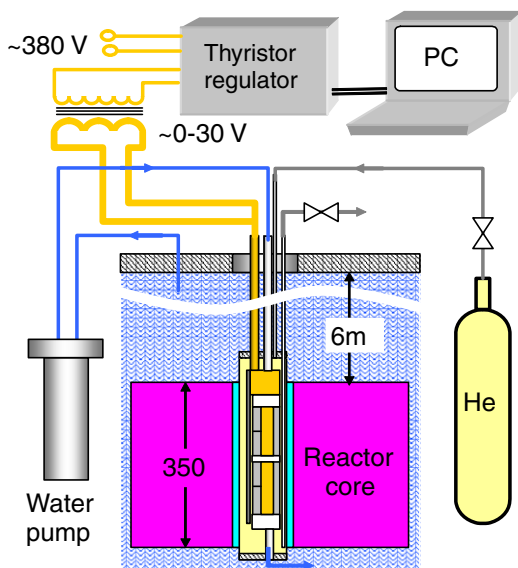 ~380 V
Thyristor
regulator
PC
~0-30 V
6m
He
350
Reactor
core
Water
pump